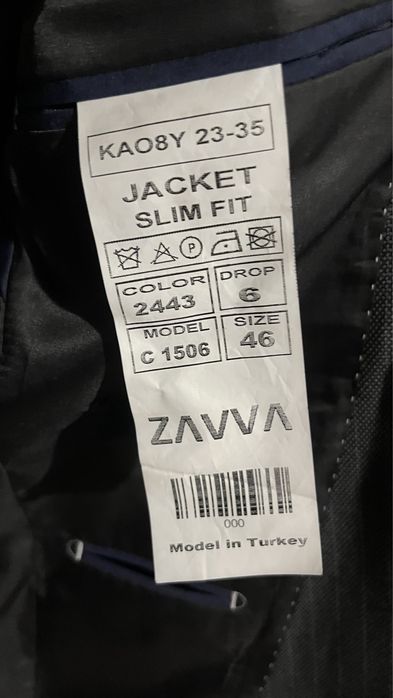 KAO8Y 23-35
JACKET
SLIM FIT
P
COLOR
2443
DROP
6
MODEL
C 1506
SIZE
46
ZAVVA
000
Model in Turkey